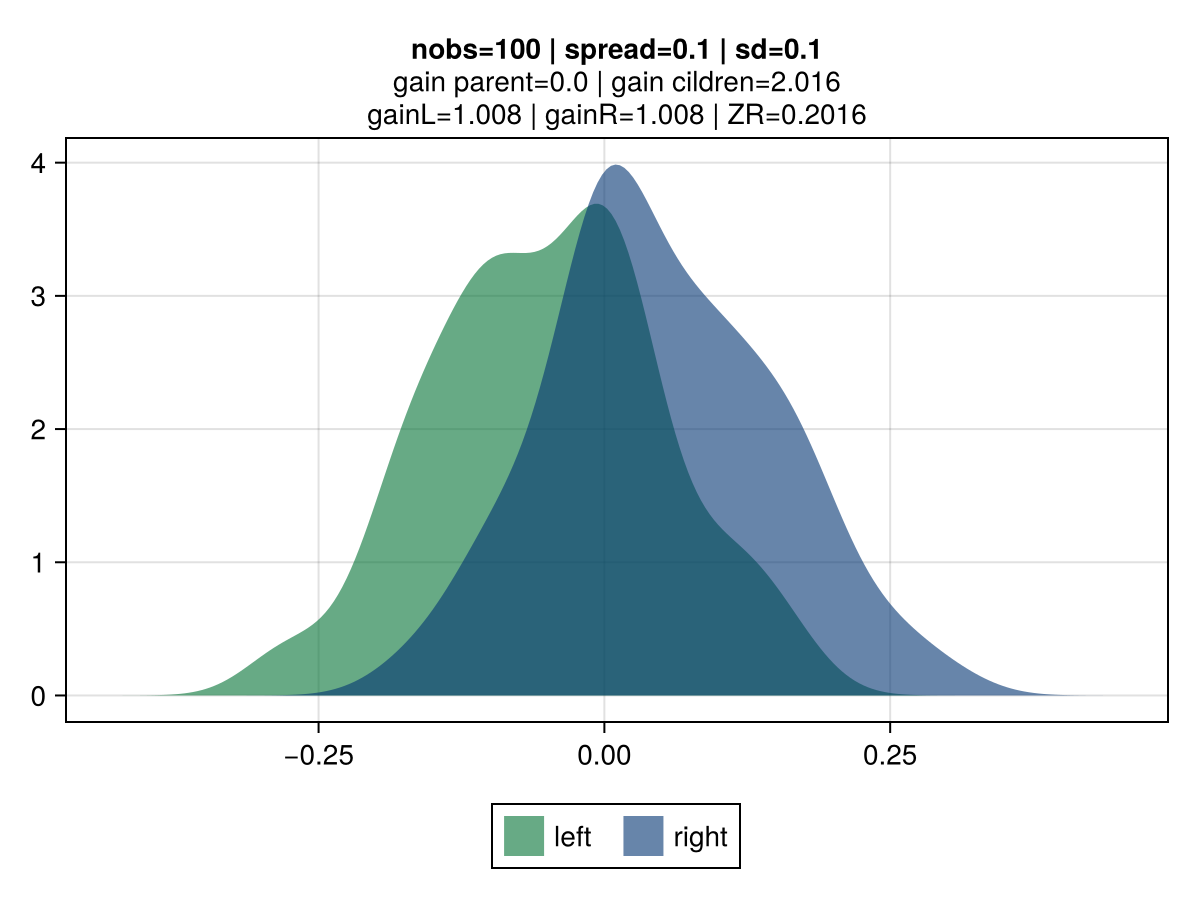 nobs=100 | spread=0.1 | sd=0.1
gain parent=0.0 | gain cildren=2.016
gainL=1.008 | gainR=1.008 | ZR=0.2016
4
3
2
1
0
−0.25
0.00
0.25
left
right